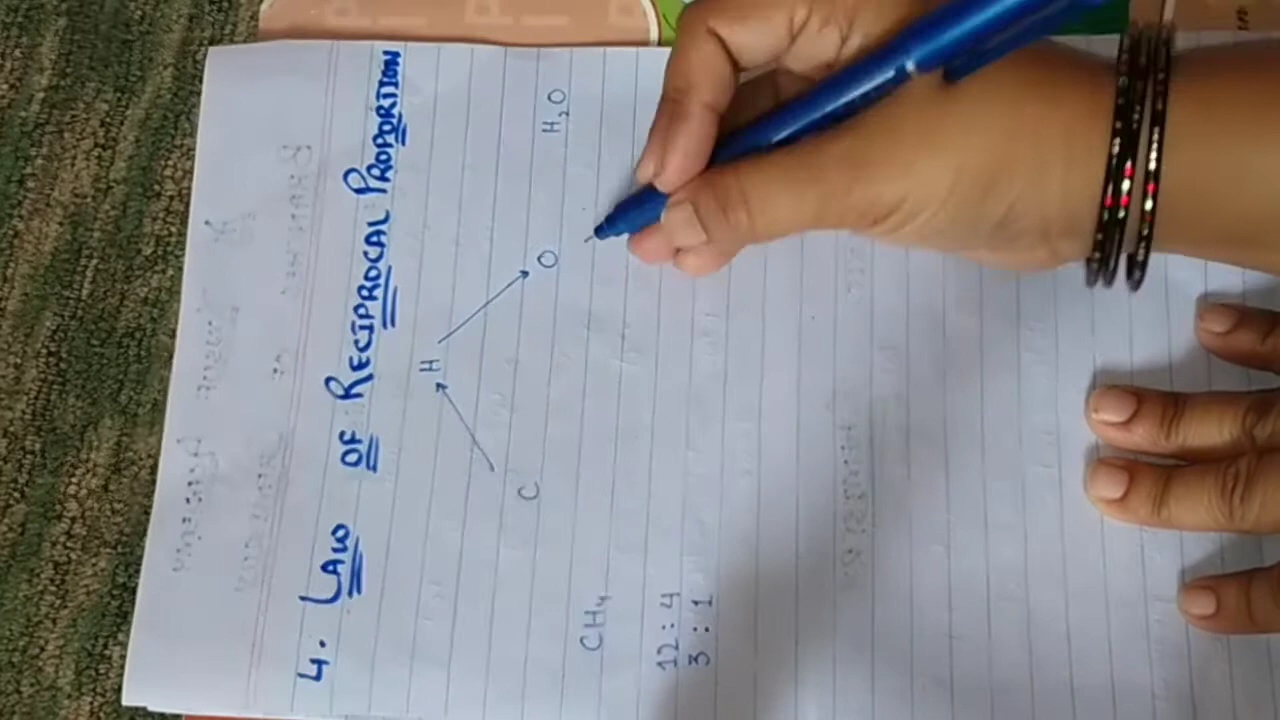 4. LAW OF RECIPROCAL PROPORTION
H
C O
CH4 H2O
12 : 4
3 : 1